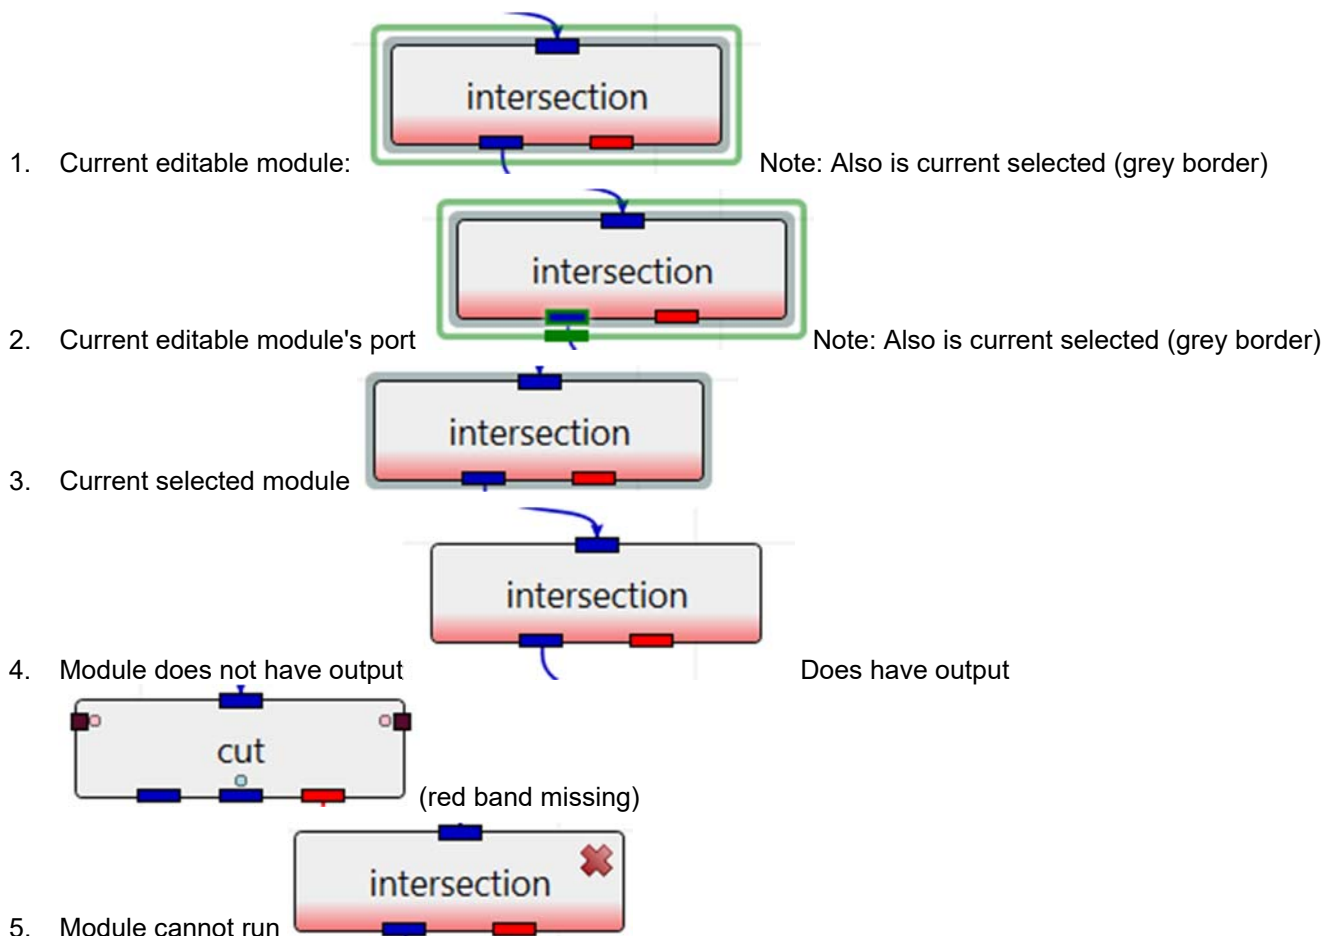 intersection
1. Current editable module: Note: Also is current selected (grey border)
intersection
2. Current editable module's port Note: Also is current selected (grey border)
intersection
3. Current selected module
intersection
4. Module does not have output Does have output
cut
(red band missing)
intersection
5. Module cannot run